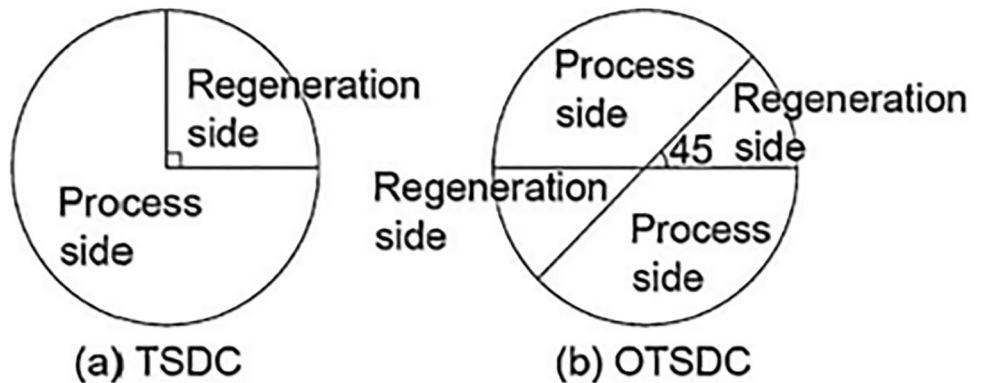 Regeneration
side
Process
side
(a) TSDC
Process
side
Regeneration
side
45
Regeneration
side
Process
side
(b) OTSDC